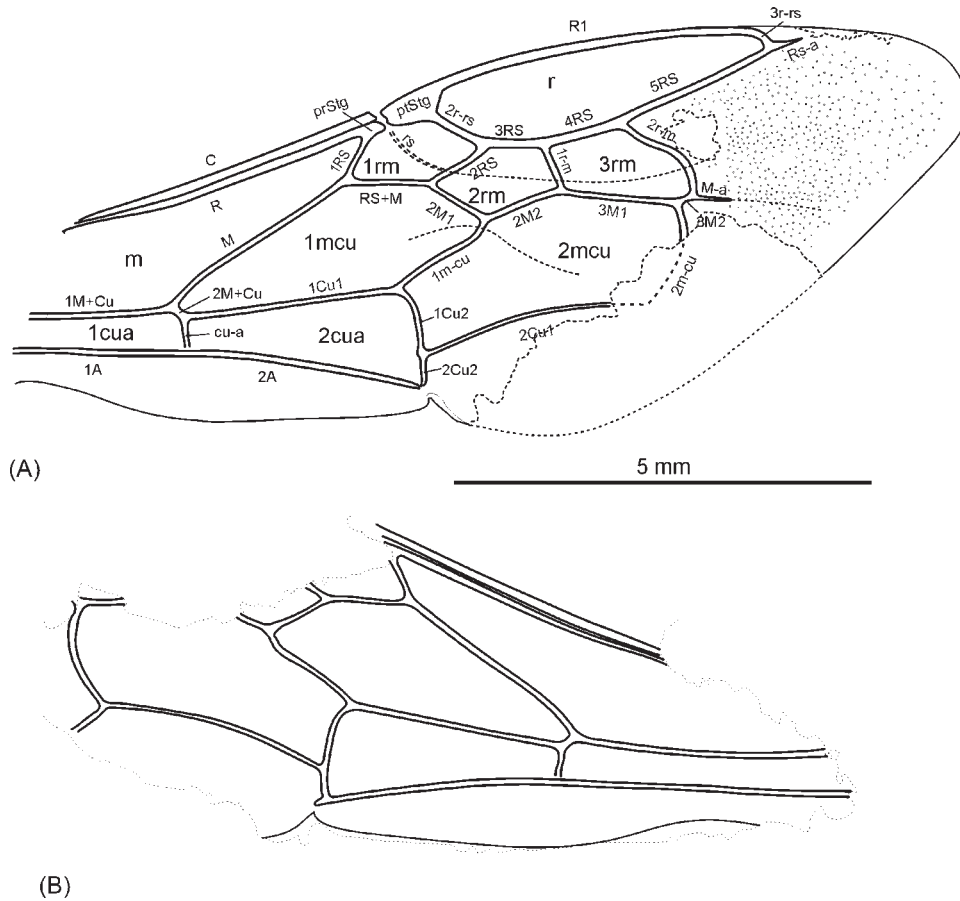 3r-rs
R1
Rs-a
r
5RS
prStg
ptStg
2r-rs
3RS
4RS
rs
2r-m
C
1RS
1rm
2RS
1r-m
3rm
R
RS+M
2rm
M-a
M
2M1
2M2
3M1
3M2
m
1mcu
1m-cu
2mcu
2m-cu
1M+Cu
2M+Cu
1Cu1
1Cu2
1cua
cu-a
2cua
2Cu1
1A
2A
2Cu2
(A)
5 mm
(B)